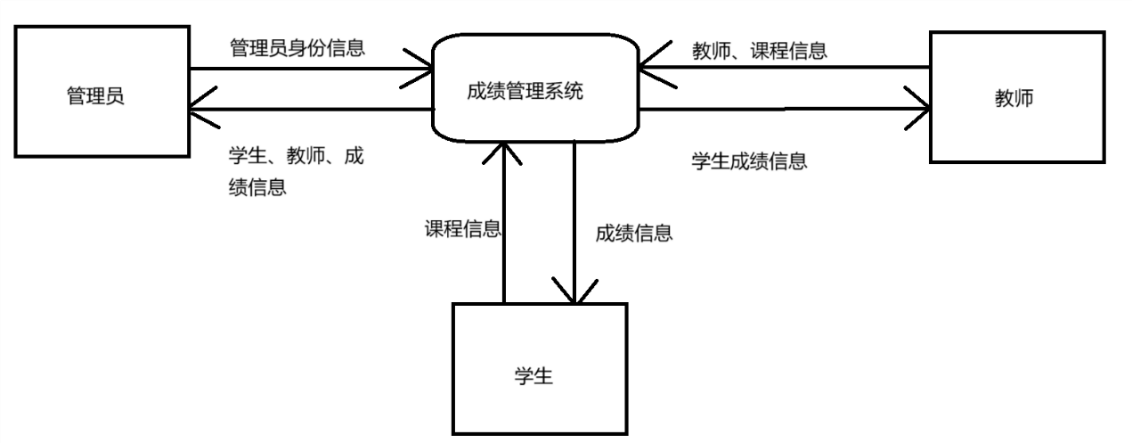 管理员身份信息
教师、课程信息
管理员
成绩管理系统
教师
学生、教师、成
绩信息
学生成绩信息
课程信息
成绩信息
学生